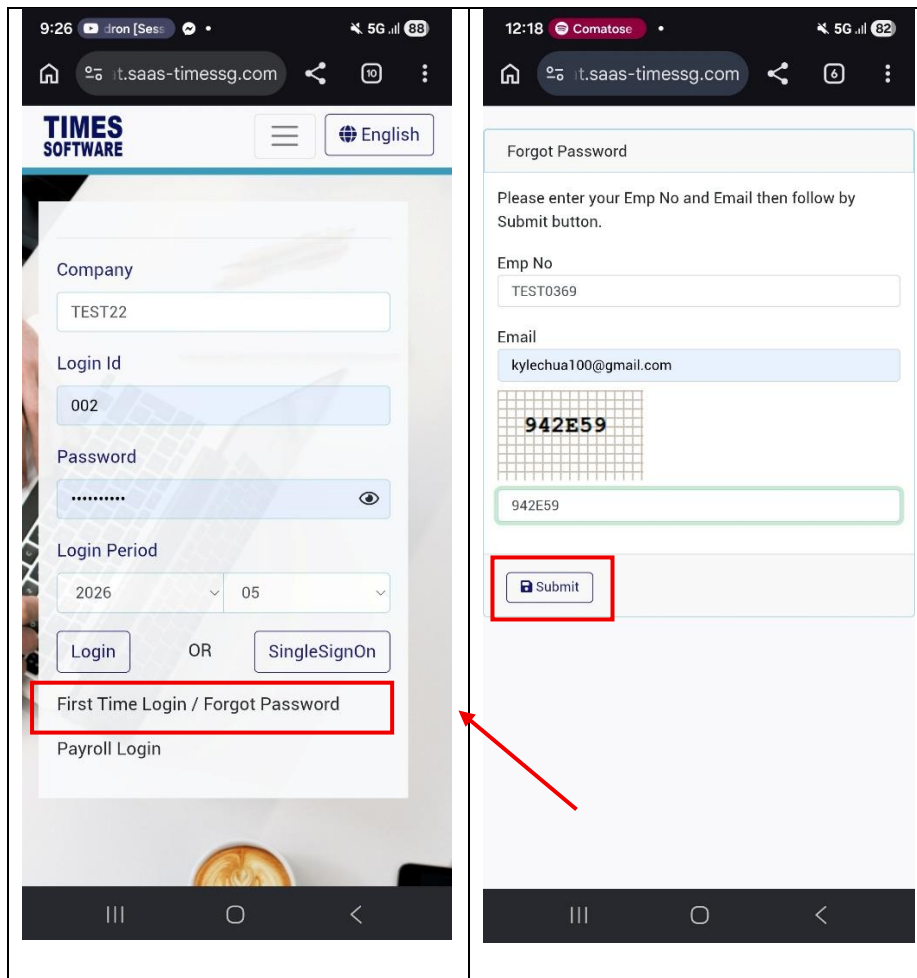 9:26 dron [Sess
5G 88
t.saas-timessg.com
10
TIMES
SOFTWARE
English
Company
TEST22
Login Id
002
Password
••••••••••
Login Period
2026 05
Login OR SingleSignOn
First Time Login / Forgot Password
Payroll Login
12:18 Comatose
5G 82
t.saas-timessg.com
6
Forgot Password
Please enter your Emp No and Email then follow by
Submit button.
Emp No
TEST0369
Email
kylechua100@gmail.com
942E59
942E59
Submit